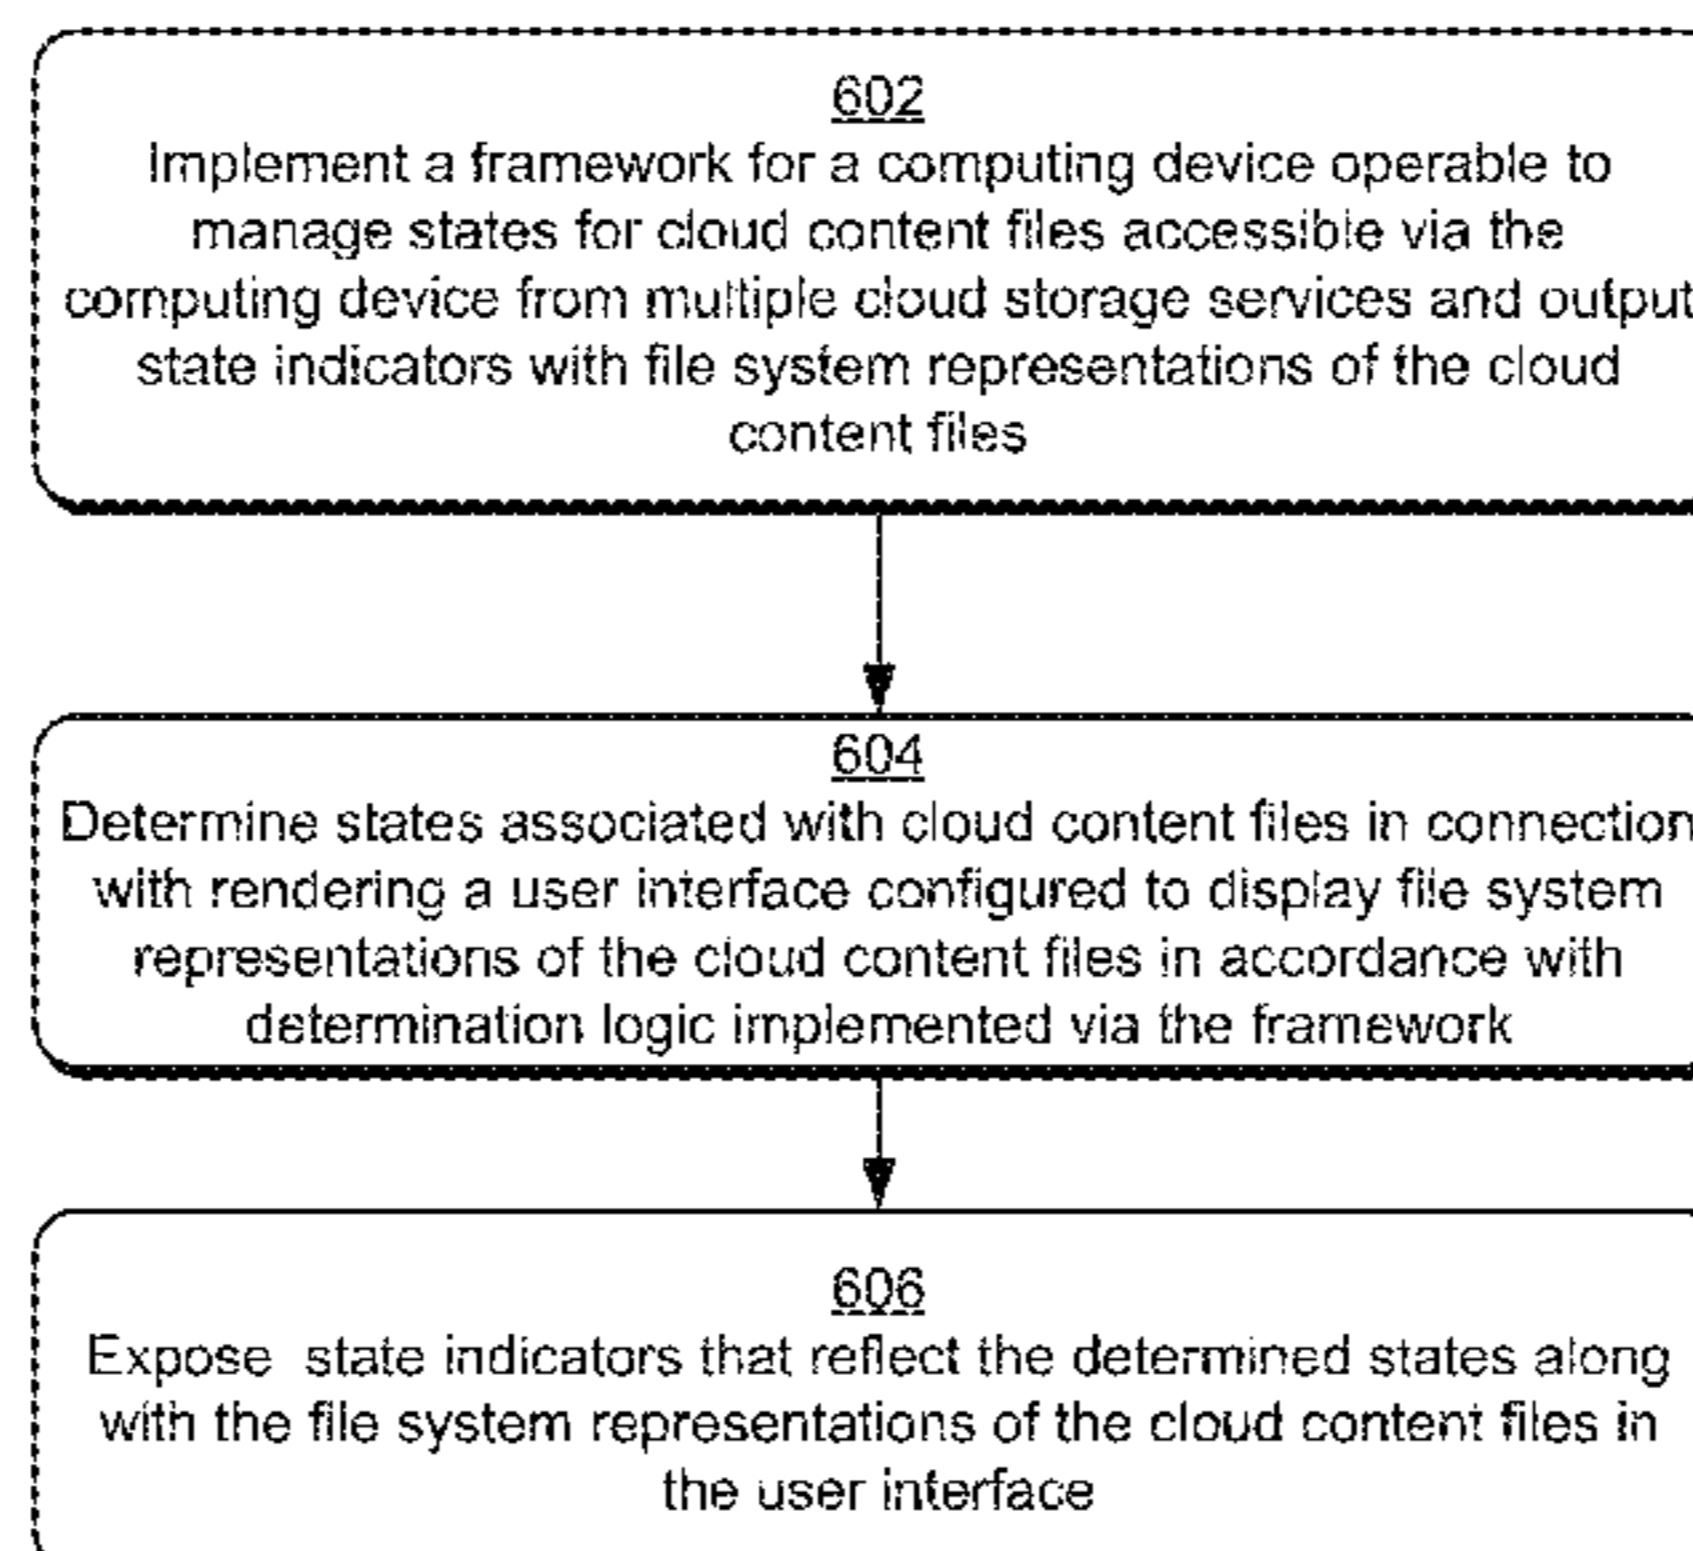 602
Implement a framework for a computing device operable to
manage states for cloud content files accessible via the
computing device from multiple cloud storage services and output
state indicators with file system representations of the cloud
content files
604
Determine states associated with cloud content files in connection
with rendering a user interface configured to display file system
representations of the cloud content files in accordance with
determination logic implemented via the framework
606
Expose state indicators that reflect the determined states along
with the file system representations of the cloud content files in
the user interface